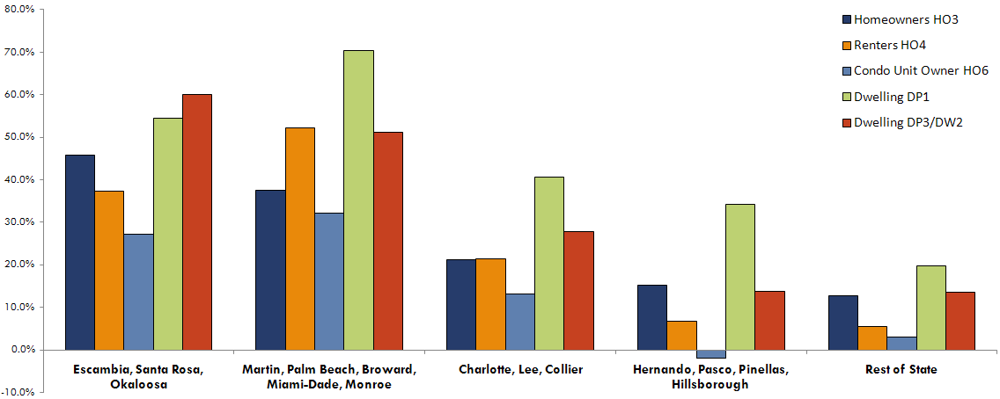 80.0%
70.0%
60.0%
50.0%
40.0%
30.0%
20.0%
10.0%
0.0%
-10.0%
Homeowners HO3
Renters HO4
Condo Unit Owner HO6
Dwelling DP1
Dwelling DP3/DW2
Escambia, Santa Rosa,
Okaloosa
Martin, Palm Beach, Broward,
Miami-Dade, Monroe
Charlotte, Lee, Collier
Hernando, Pasco, Pinellas,
Hillsborough
Rest of State